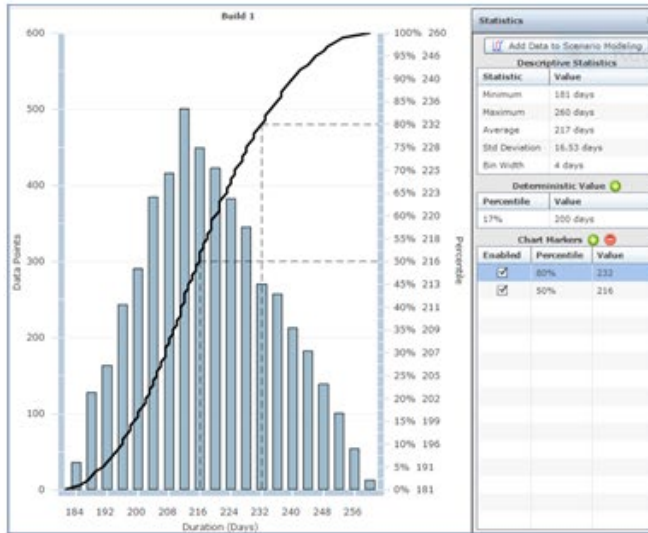 Build 1
600
500
400
300
200
100
0
Data Points
184 192 200 208 216 224 232 240 248 256
Duration (Days)
100% 260
95% 246
90% 240
85% 236
80% 232
75% 228
70% 225
65% 223
60% 220
55% 218
50% 216
45% 213
40% 211
35% 209
30% 207
25% 205
20% 202
15% 199
10% 196
5% 191
0% 181
Percentile
Statistics
Add Data to Scenario Modeling
Descriptive Statistics
Statistic Value
Minimum 181 days
Maximum 260 days
Average 217 days
Std Deviation 16.53 days
Bin Width 4 days
Deterministic Value
Percentile Value
17% 200 days
Chart Markers
Enabled Percentile Value
80% 232
50% 216